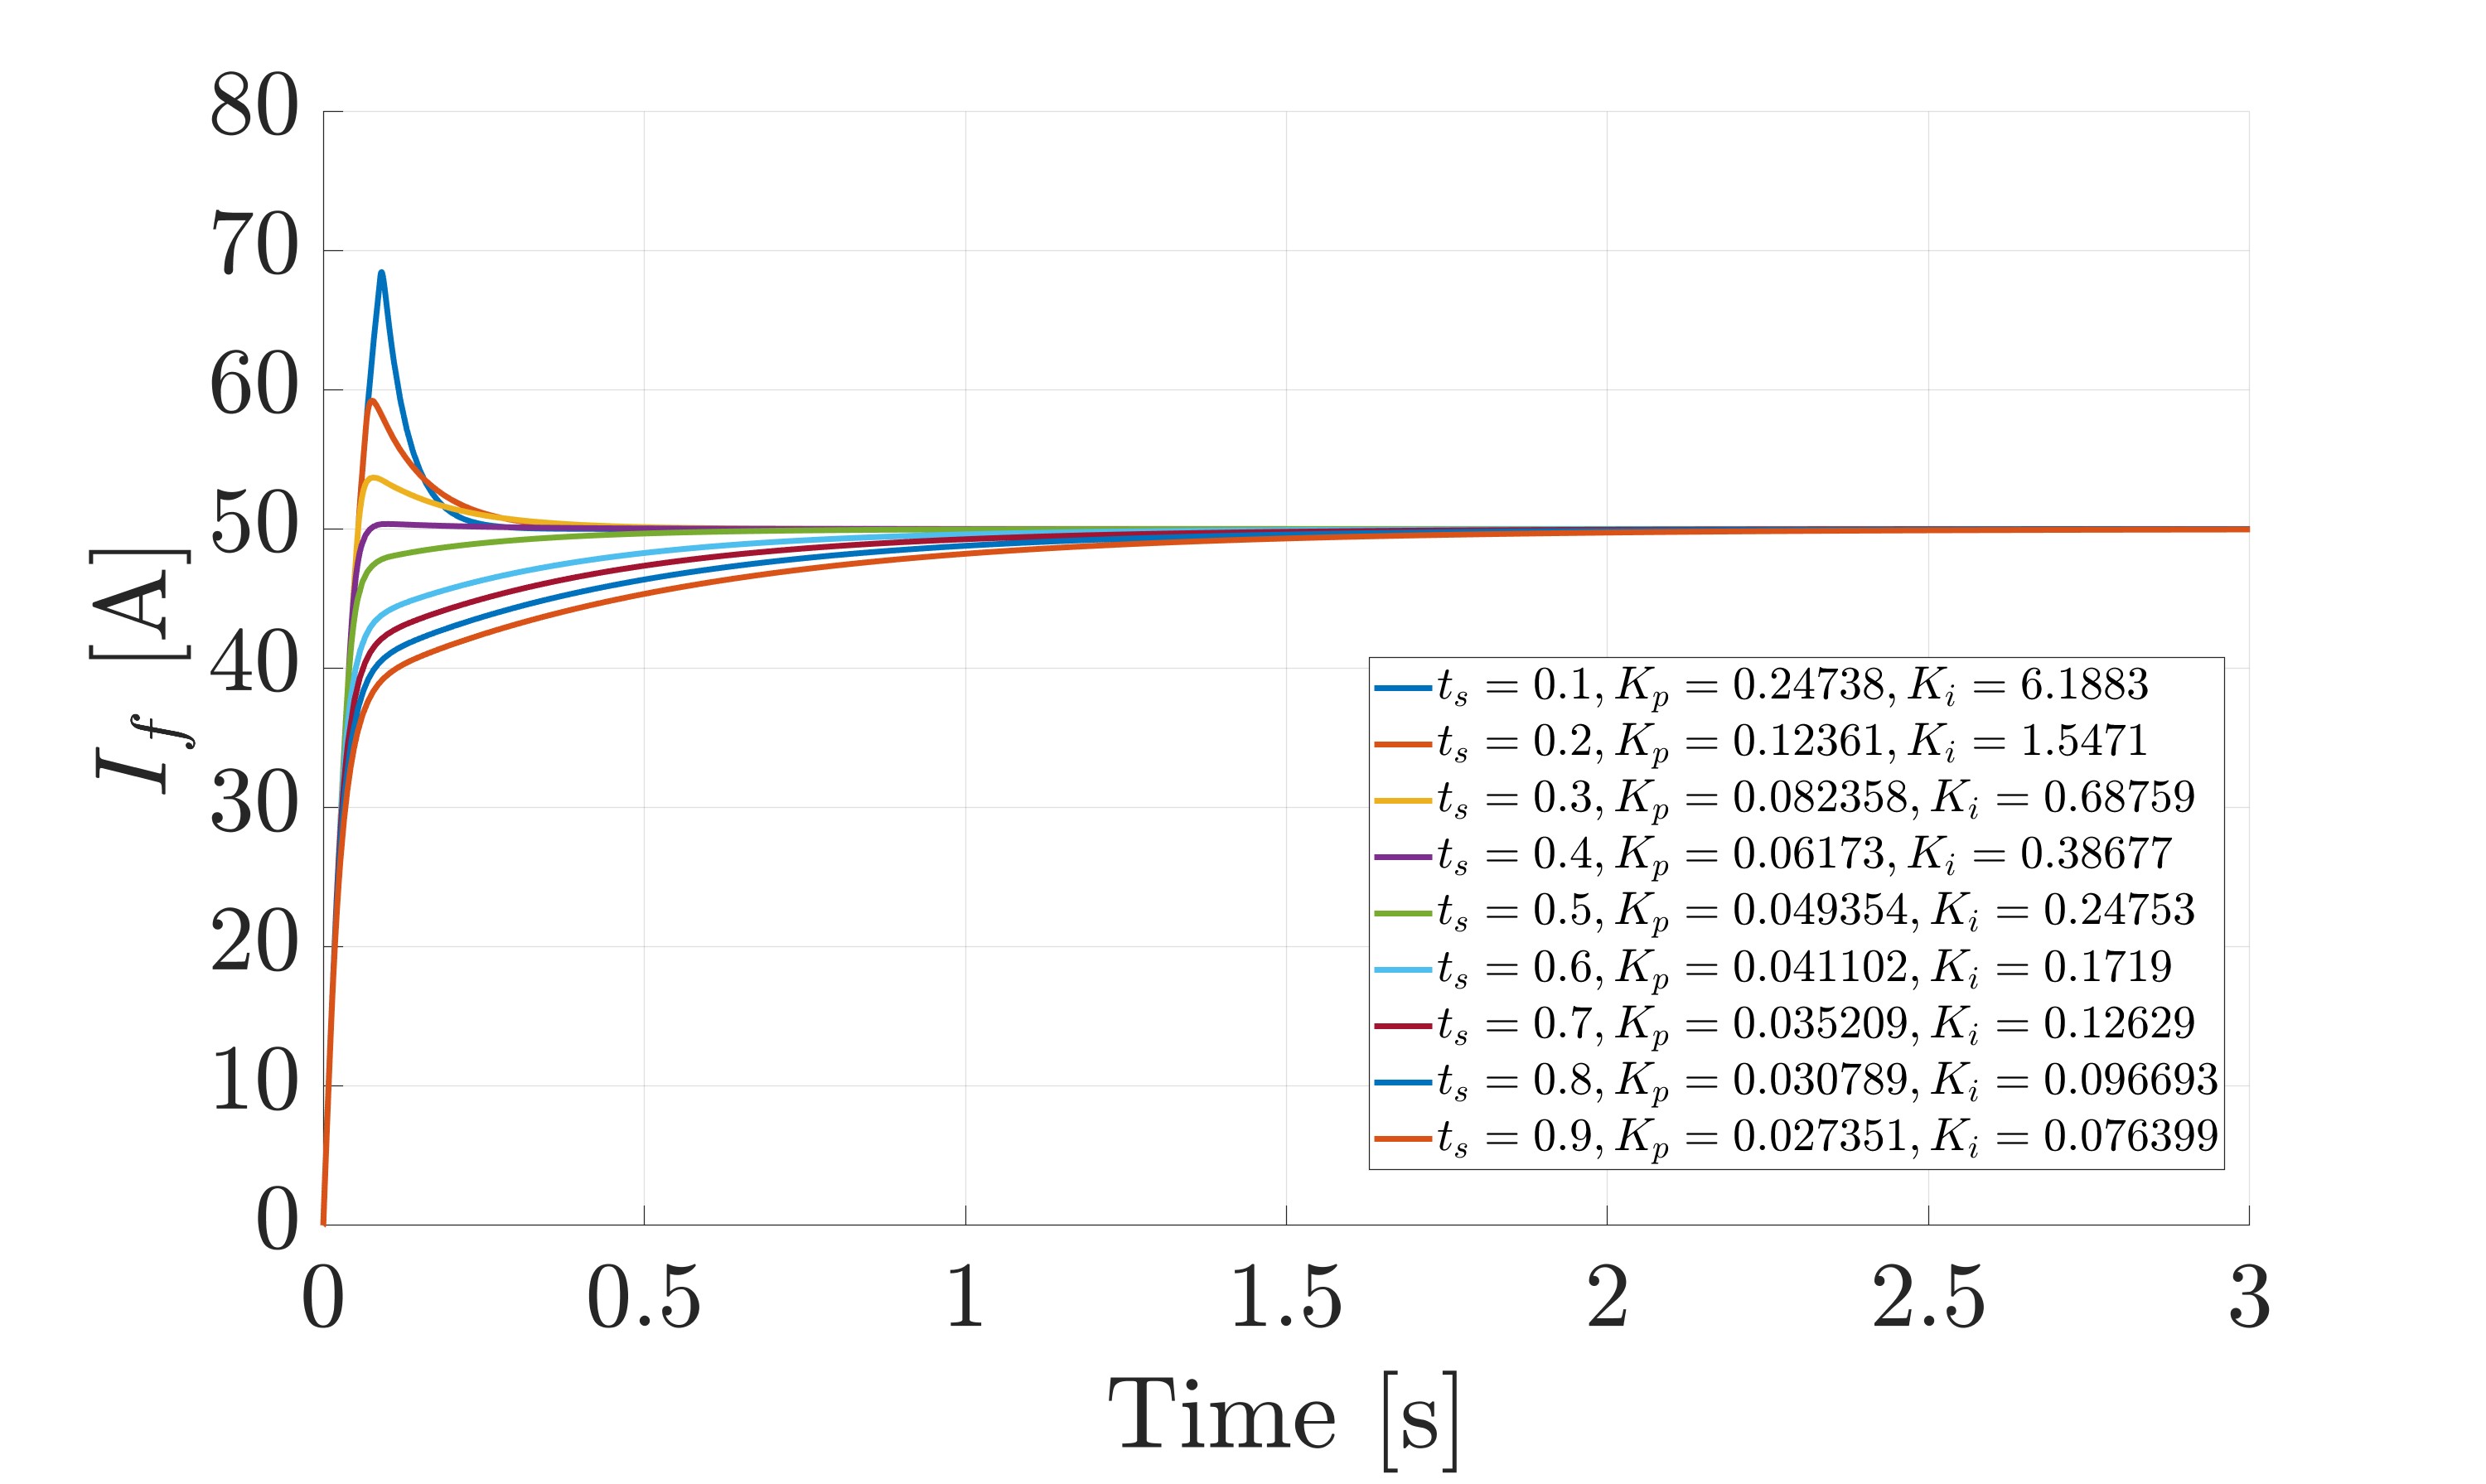 80
70
60
50
40
30
20
10
0
I_f [A]
t_s = 0.1, K_p = 0.24738, K_i = 6.1883
t_s = 0.2, K_p = 0.12361, K_i = 1.5471
t_s = 0.3, K_p = 0.082358, K_i = 0.68759
t_s = 0.4, K_p = 0.06173, K_i = 0.38677
t_s = 0.5, K_p = 0.049354, K_i = 0.24753
t_s = 0.6, K_p = 0.041102, K_i = 0.1719
t_s = 0.7, K_p = 0.035209, K_i = 0.12629
t_s = 0.8, K_p = 0.030789, K_i = 0.096693
t_s = 0.9, K_p = 0.027351, K_i = 0.076399
0 0.5 1 1.5 2 2.5 3
Time [s]